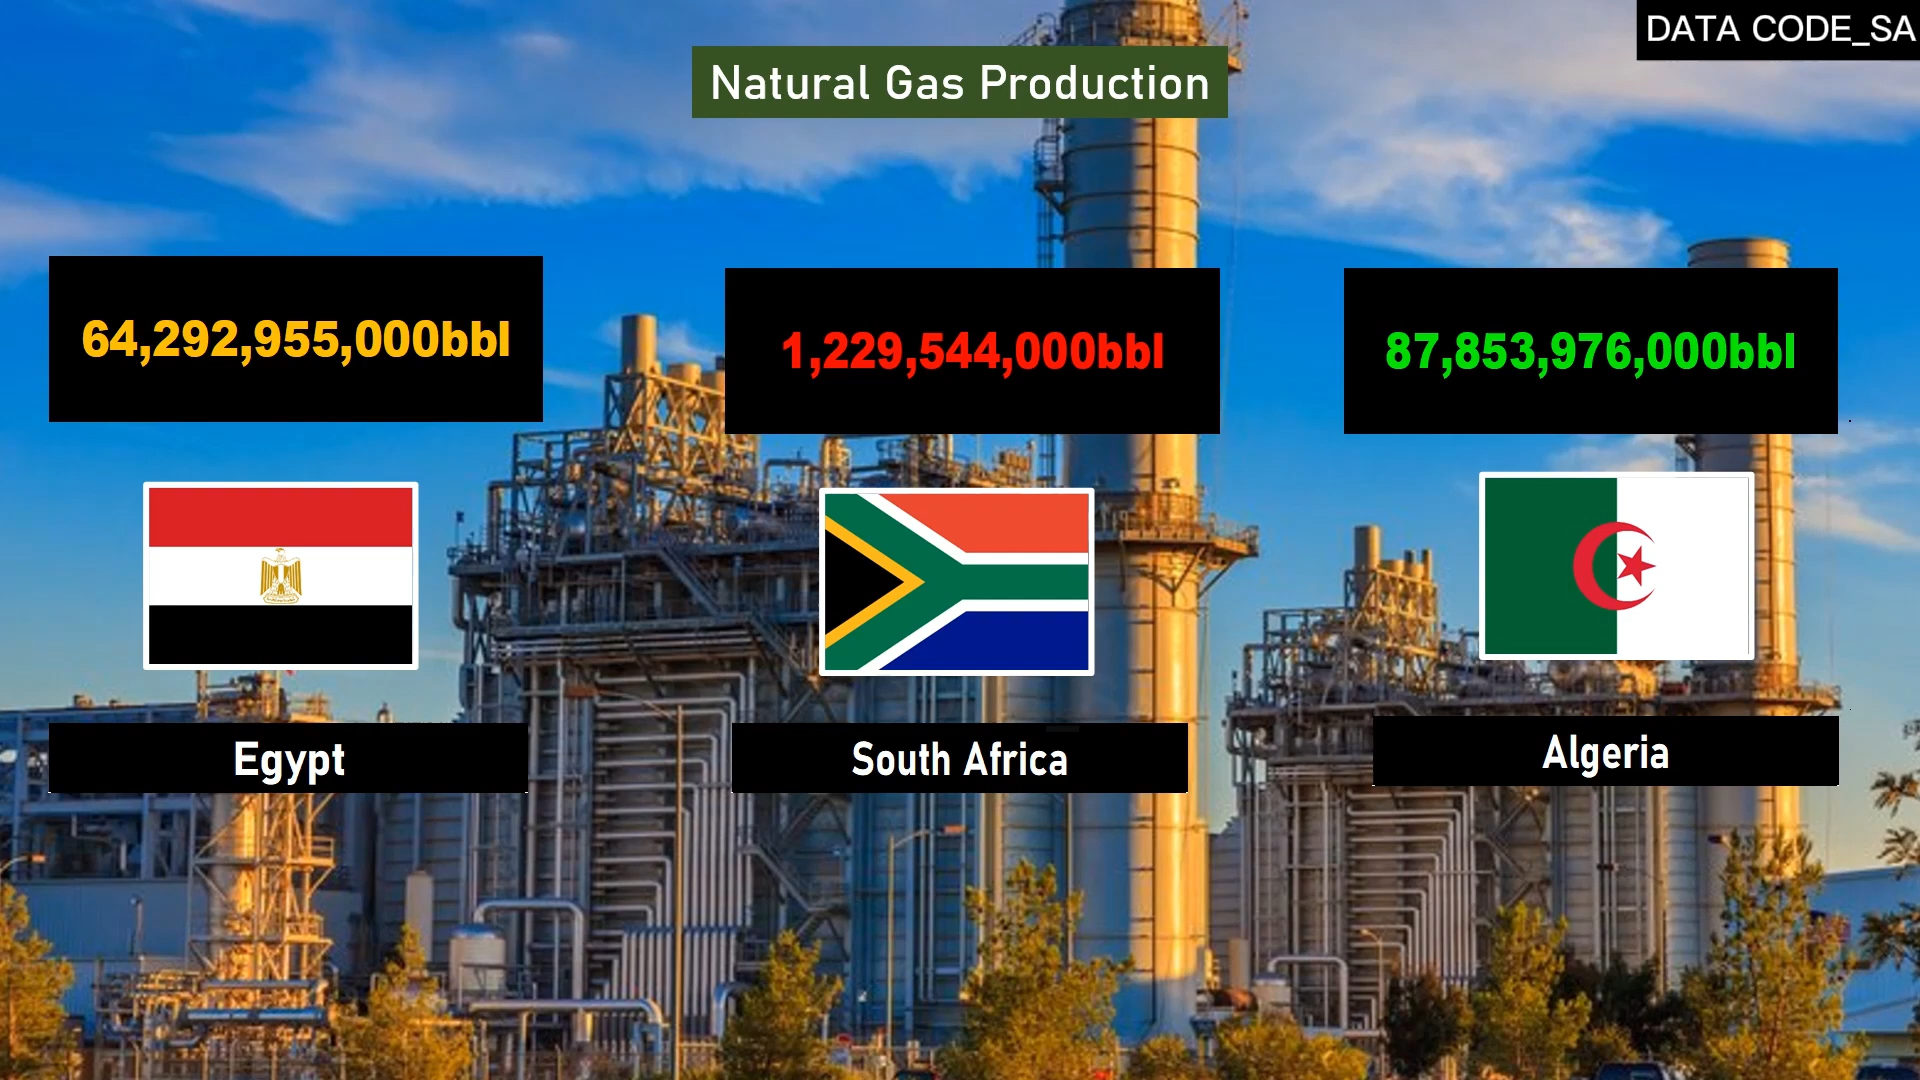 DATA CODE_SA
Natural Gas Production
64,292,955,000bbl
1,229,544,000bbl
87,853,976,000bbl
Egypt
South Africa
Algeria